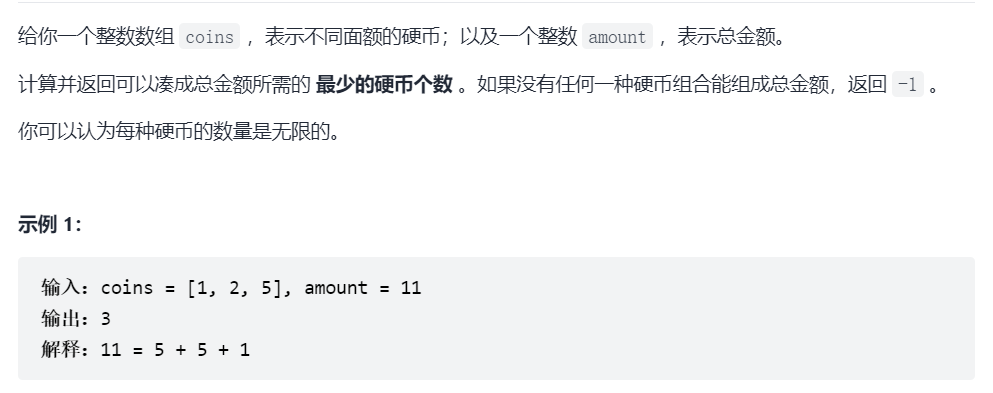 给你一个整数数组 coins ，表示不同面额的硬币；以及一个整数 amount ，表示总金额。
计算并返回可以凑成总金额所需的 最少的硬币个数 。如果没有任何一种硬币组合能组成总金额，返回 -1 。
你可以认为每种硬币的数量是无限的。
示例 1：
输入：coins = [1, 2, 5], amount = 11
输出：3
解释：11 = 5 + 5 + 1